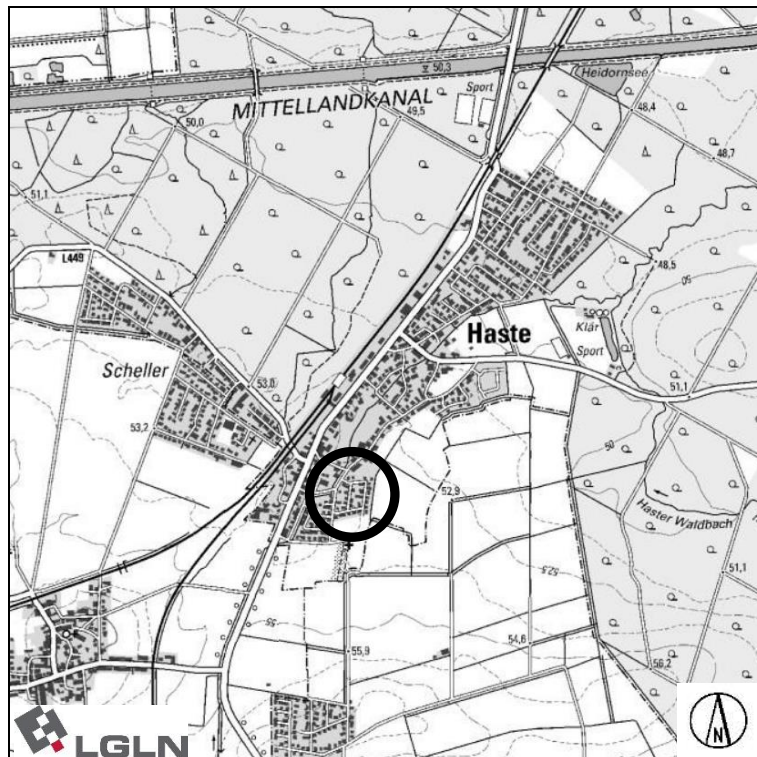 50,3
Heidornsee
Sport
MITTELLANDKANAL
49,5
48,4
50,0
48,7
51,1
L449
48,5
50
Haste
Klär
Sport
Scheller
53,0
51,1
53,2
50
52,9
Haster Waldbach
52,5
51,1
55
54,6
56,2
55,9
LGLN
N